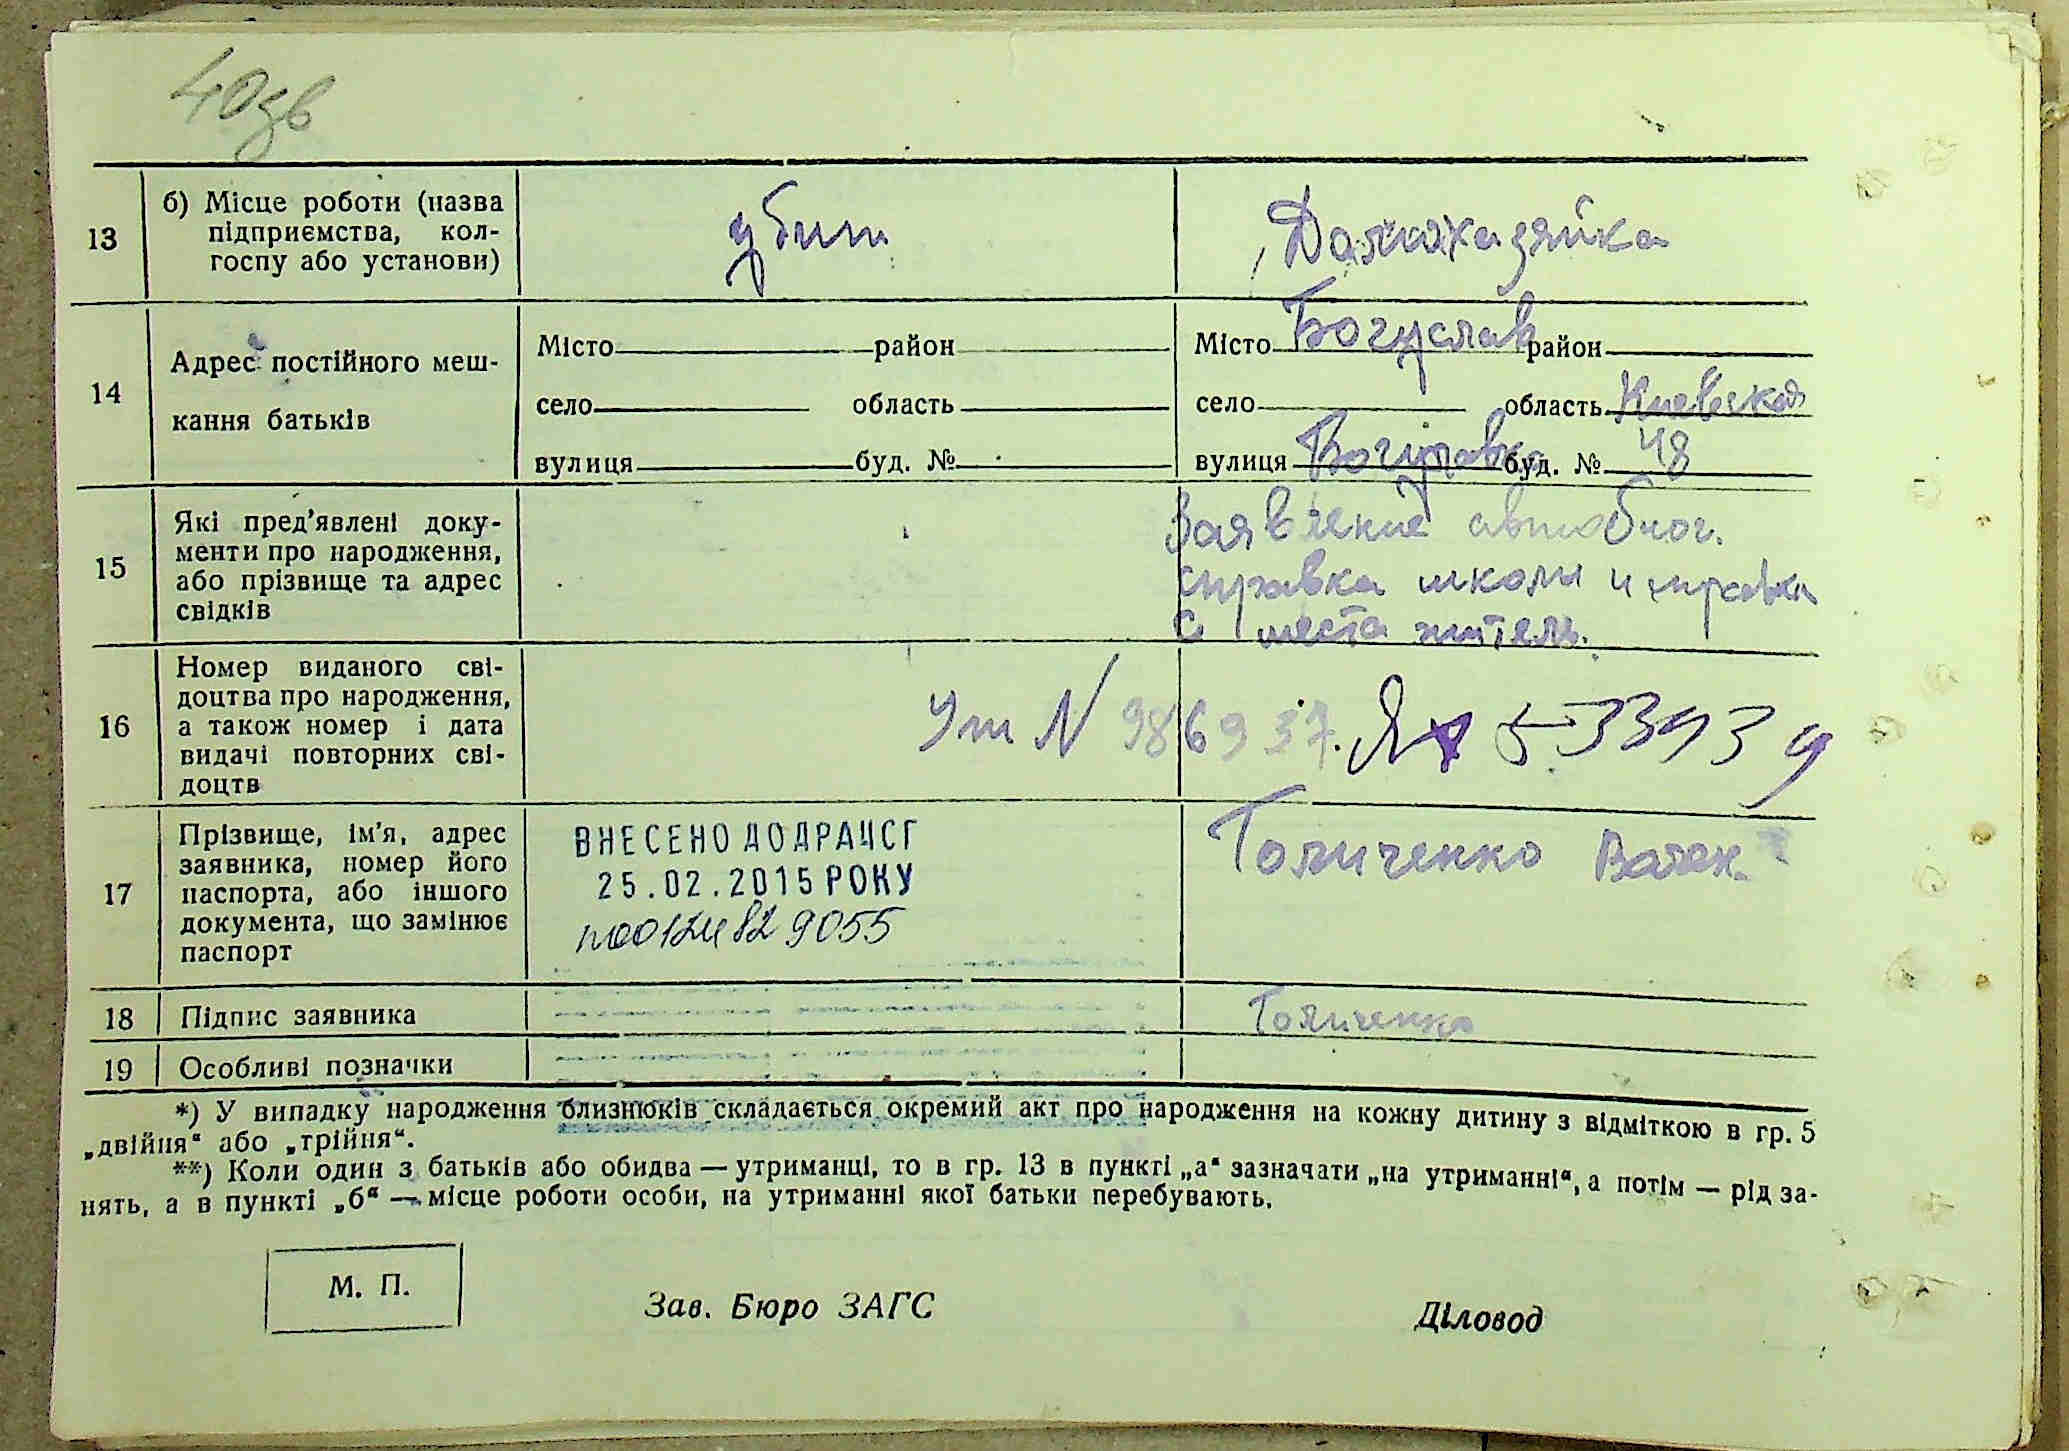 40зв
13
б) Місце роботи (назва
підприємства, кол-
госпу або установи)
убит
Домохазяйка
14
Адрес постійного меш-
кання батьків
Місто район
село область
вулиця буд. №
Місто Богуслав район
село область Киевская
вулиця буд. № 48
15
Які пред'явлені доку-
менти про народження,
або прізвище та адрес
свідків
Заявление
справка школи и справка
с места житель.
16
Номер виданого сві-
доцтва про народження,
а також номер і дата
видачі повторних сві-
доцтв
N 986937. 533939
17
Прізвище, ім'я, адрес
заявника, номер його
паспорта, або іншого
документа, що замінює
паспорт
ВНЕСЕНО ДО ДРАЦСГ
25.02.2015 РОКУ
9055
18
Підпис заявника
19
Особливі позначки
*) У випадку народження близнюків складається окремий акт про народження на кожну дитину з відміткою в гр. 5
„двійня“ або „трійня“.
**) Коли один з батьків або обидва — утриманці, то в гр. 13 в пункті „а“ зазначати „на утриманні“, а потім — рід за-
нять, а в пункті „б“ — місце роботи особи, на утриманні якої батьки перебувають.
М. П.
Зав. Бюро ЗАГС
Діловод